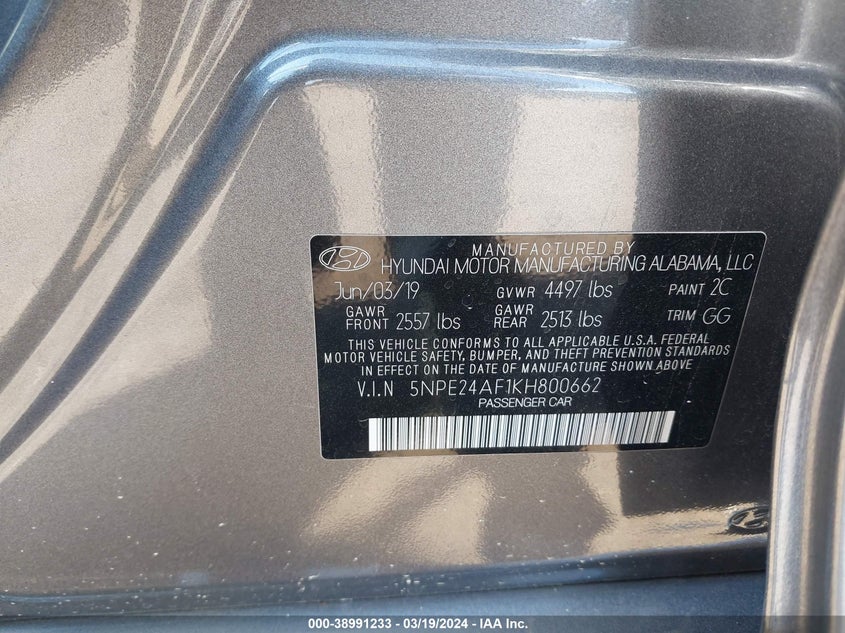 MANUFACTURED BY
HYUNDAI MOTOR MANUFACTURING ALABAMA, LLC
Jun/03/19 GVWR 4497 lbs PAINT 2C
GAWR FRONT 2557 lbs GAWR REAR 2513 lbs TRIM GG
THIS VEHICLE CONFORMS TO ALL APPLICABLE U.S.A. FEDERAL
MOTOR VEHICLE SAFETY, BUMPER, AND THEFT PREVENTION STANDARDS
IN EFFECT ON THE DATE OF MANUFACTURE SHOWN ABOVE
V.I.N 5NPE24AF1KH800662
PASSENGER CAR
000-38991233 - 03/19/2024 - IAA Inc.